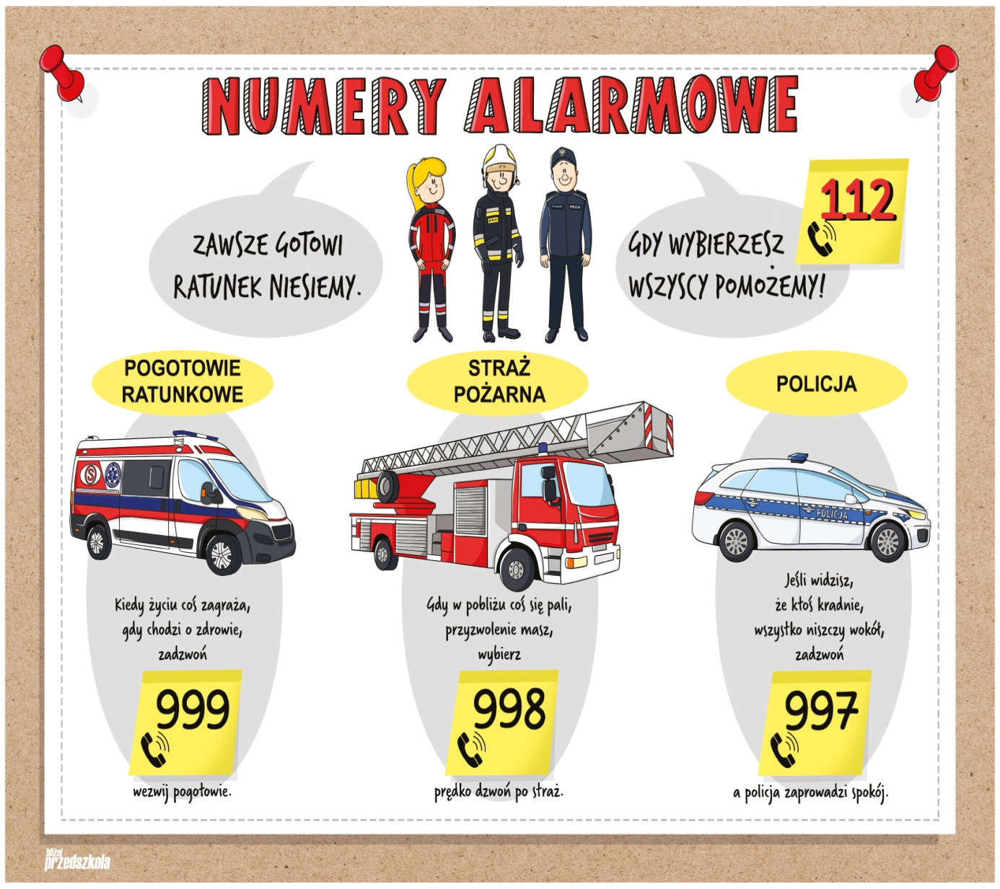 NUMERY ALARMOWE
ZAWSZE GOTOWI
RATUNEK NIESIEMY.
GDY WYBIERZESZ
112
WSZYSCY POMOŻEMY!
POGOTOWIE
RATUNKOWE
Kiedy życiu coś zagraża,
gdy chodzi o zdrowie,
zadzwoń
999
wezwij pogotowie.
STRAŻ
POŻARNA
Gdy w pobliżu coś się pali,
przyzwolenie masz,
wybierz
998
prędko dzwoń po straż.
POLICJA
POLICJA
Jeśli widzisz,
że ktoś kradnie,
wszystko niszczy wokół,
zadzwoń
997
a policja zaprowadzi spokój.
bliżej
przedszkola